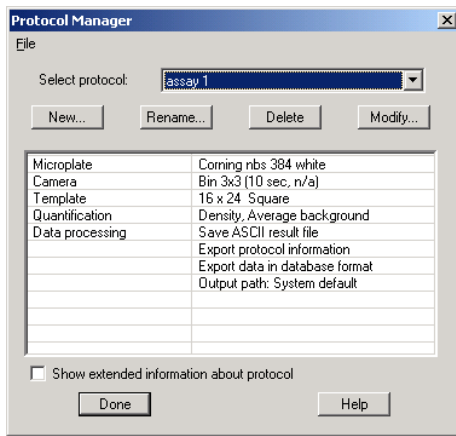 Protocol Manager
File
Select protocol: assay 1
New... Rename... Delete Modify...
Microplate Corning nbs 384 white
Camera Bin 3x3 (10 sec, n/a)
Template 16 x 24 Square
Quantification Density, Average background
Data processing Save ASCII result file
Export protocol information
Export data in database format
Output path: System default
Show extended information about protocol
Done Help